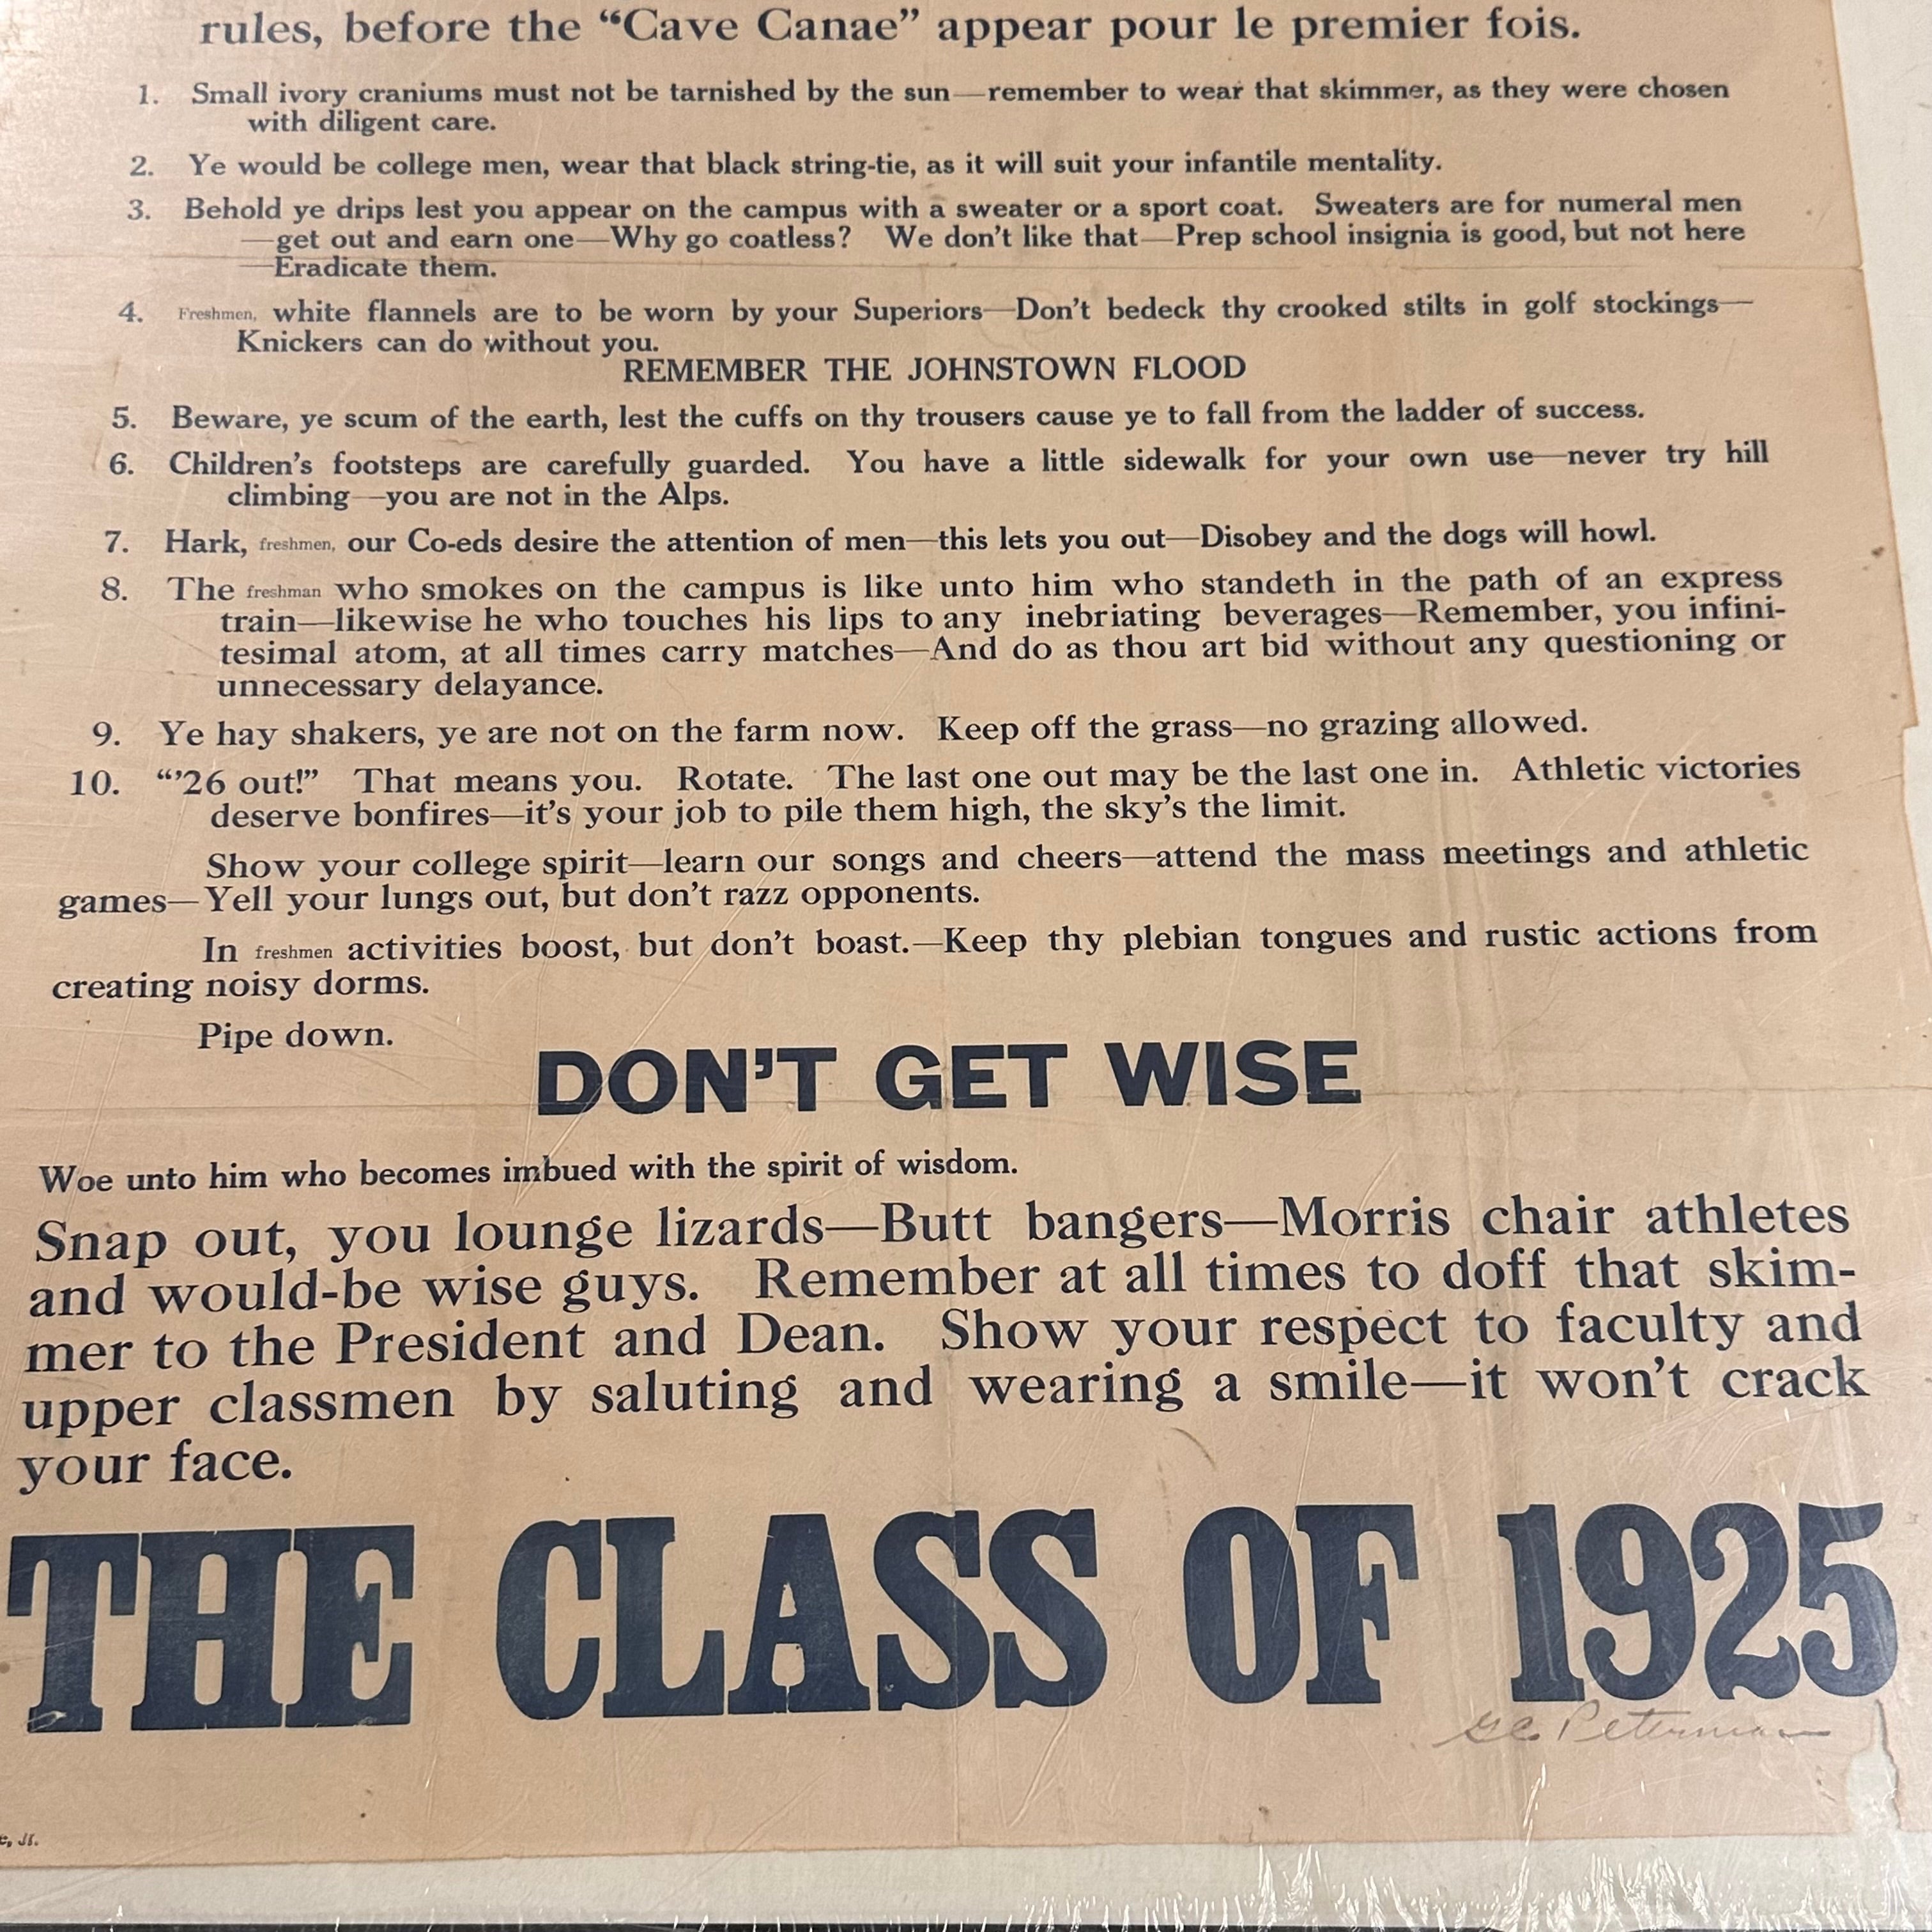 rules, before the “Cave Canae” appear pour le premier fois.
1. Small ivory craniums must not be tarnished by the sun—remember to wear that skimmer, as they were chosen
with diligent care.
2. Ye would be college men, wear that black string-tie, as it will suit your infantile mentality.
3. Behold ye drips lest you appear on the campus with a sweater or a sport coat. Sweaters are for numeral men
—get out and earn one—Why go coatless? We don’t like that—Prep school insignia is good, but not here
—Eradicate them.
4. Freshmen, white flannels are to be worn by your Superiors—Don’t bedeck thy crooked stilts in golf stockings—
Knickers can do without you.
REMEMBER THE JOHNSTOWN FLOOD
5. Beware, ye scum of the earth, lest the cuffs on thy trousers cause ye to fall from the ladder of success.
6. Children’s footsteps are carefully guarded. You have a little sidewalk for your own use—never try hill
climbing—you are not in the Alps.
7. Hark, freshmen, our Co-eds desire the attention of men—this lets you out—Disobey and the dogs will howl.
8. The freshman who smokes on the campus is like unto him who standeth in the path of an express
train—likewise he who touches his lips to any inebriating beverages—Remember, you infini-
tesimal atom, at all times carry matches—And do as thou art bid without any questioning or
unnecessary delayance.
9. Ye hay shakers, ye are not on the farm now. Keep off the grass—no grazing allowed.
10. “’26 out!” That means you. Rotate. The last one out may be the last one in. Athletic victories
deserve bonfires—it’s your job to pile them high, the sky’s the limit.
Show your college spirit—learn our songs and cheers—attend the mass meetings and athletic
games—Yell your lungs out, but don’t razz opponents.
In freshmen activities boost, but don’t boast.—Keep thy plebian tongues and rustic actions from
creating noisy dorms.
Pipe down.
DON’T GET WISE
Woe unto him who becomes imbued with the spirit of wisdom.
Snap out, you lounge lizards—Butt bangers—Morris chair athletes
and would-be wise guys. Remember at all times to doff that skim-
mer to the President and Dean. Show your respect to faculty and
upper classmen by saluting and wearing a smile—it won’t crack
your face.
THE CLASS OF 1925
Peterman